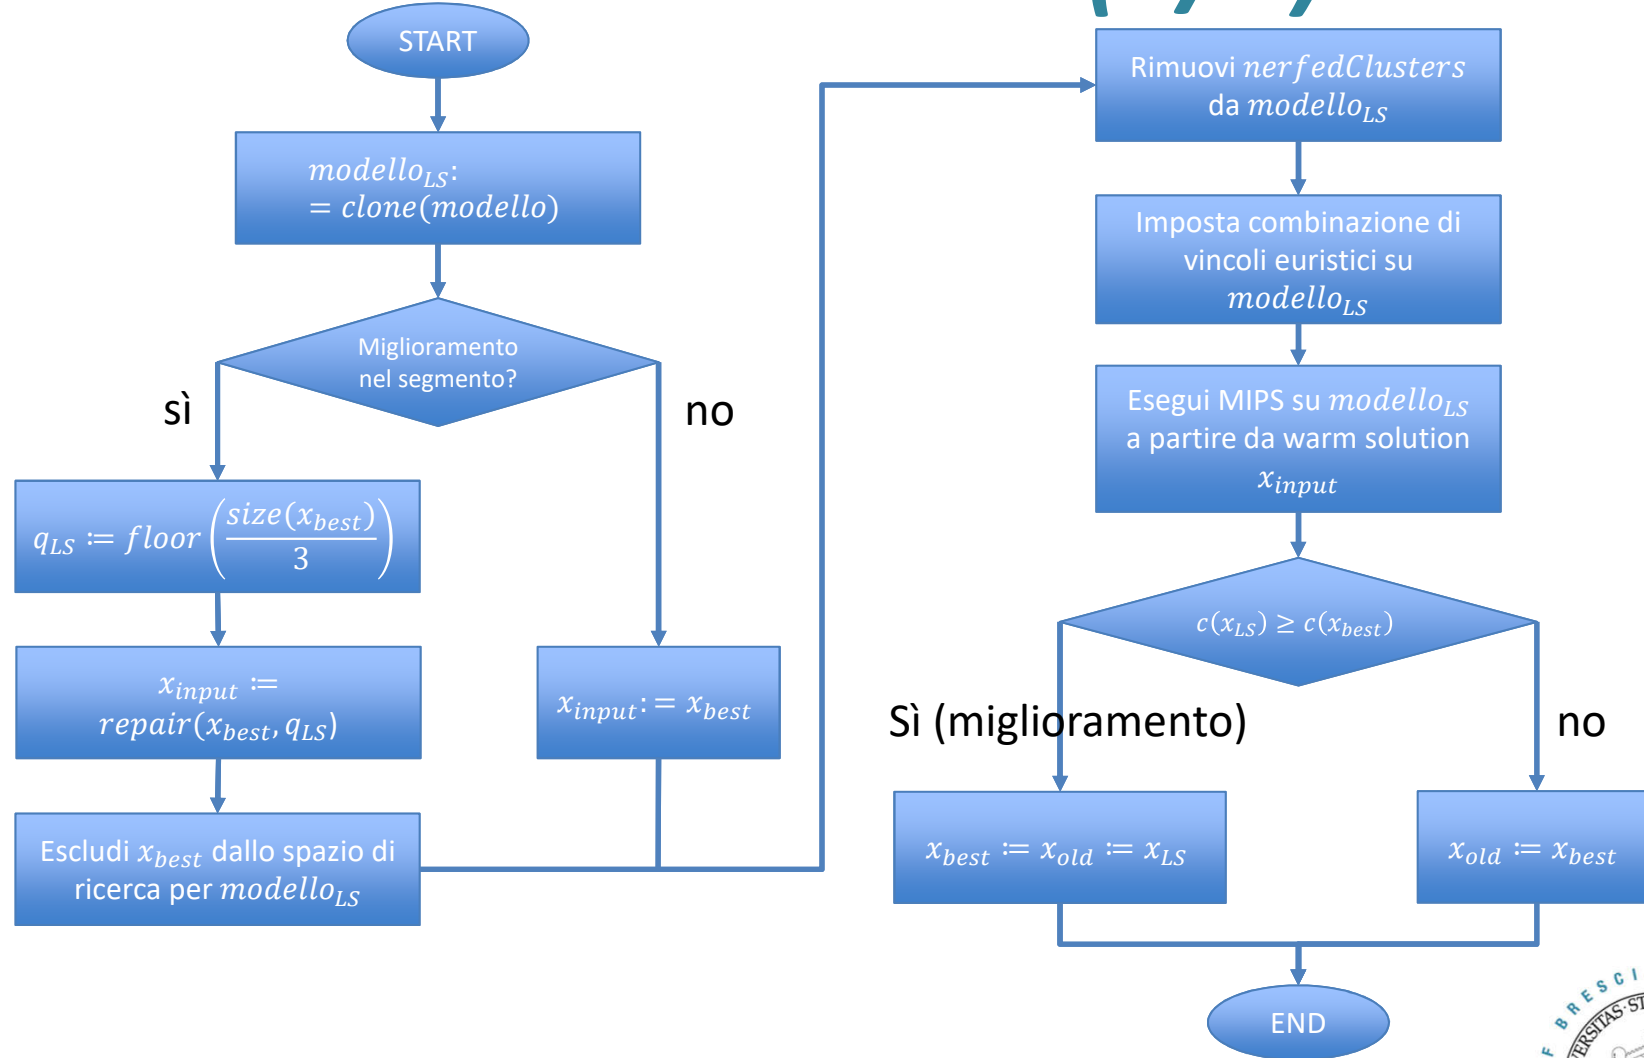 START
modello_LS:
= clone(modello)
Miglioramento
nel segmento?
sì
no
q_LS ≔ floor(size(x_best)/3)
x_input ≔
repair(x_best, q_LS)
x_input: = x_best
Escludi x_best dallo spazio di
ricerca per modello_LS
Rimuovi nerfedClusters
da modello_LS
Imposta combinazione di
vincoli euristici su
modello_LS
Esegui MIPS su modello_LS
a partire da warm solution
x_input
c(x_LS) ≥ c(x_best)
Sì (miglioramento)
no
x_best ≔ x_old ≔ x_LS
x_old ≔ x_best
END